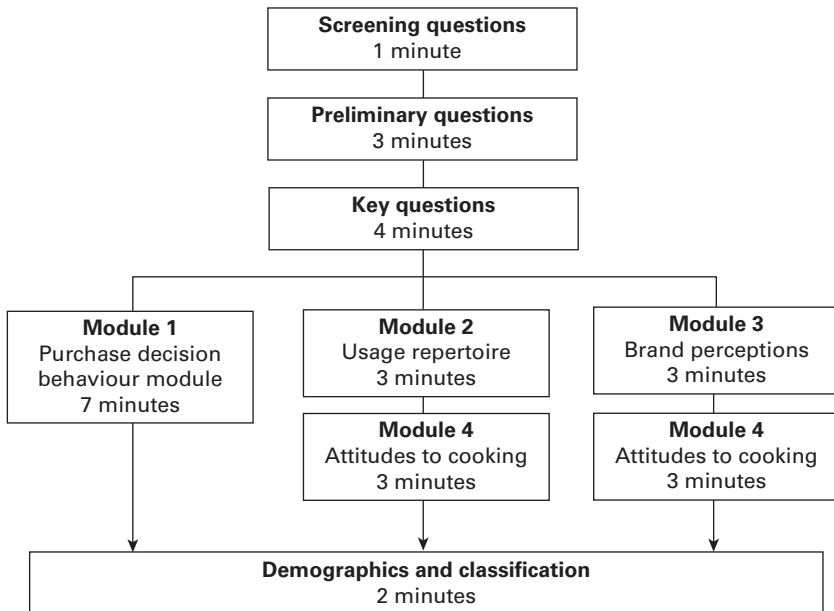 Screening questions
1 minute
Preliminary questions
3 minutes
Key questions
4 minutes
Module 1
Purchase decision
behaviour module
7 minutes
Module 2
Usage repertoire
3 minutes
Module 4
Attitudes to cooking
3 minutes
Module 3
Brand perceptions
3 minutes
Module 4
Attitudes to cooking
3 minutes
Demographics and classification
2 minutes